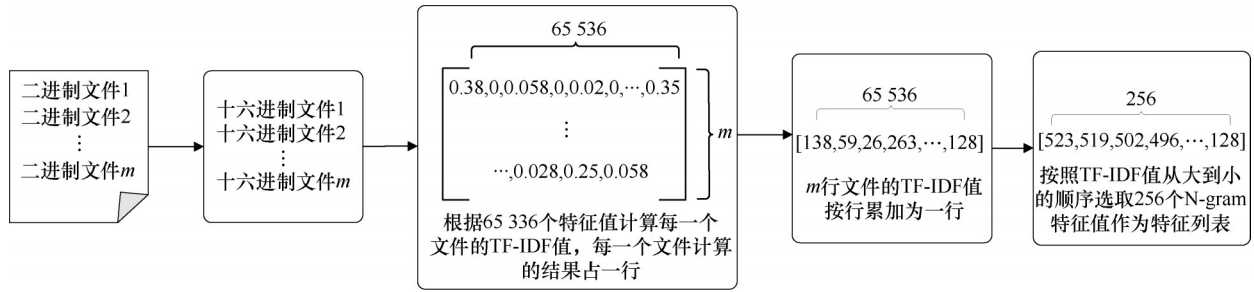 二进制文件1
二进制文件2
⋮
二进制文件m
十六进制文件1
十六进制文件2
⋮
十六进制文件m
65 536
0.38,0,0.058,0,0.02,0,⋯,0.35
⋮
⋯,0.028,0.25,0.058
m
根据65 336个特征值计算每一个
文件的TF-IDF值，每一个文件计算
的结果占一行
65 536
[138,59,26,263,⋯,128]
m行文件的TF-IDF值
按行累加为一行
256
[523,519,502,496,⋯,128]
按照TF-IDF值从大到小
的顺序选取256个N-gram
特征值作为特征列表